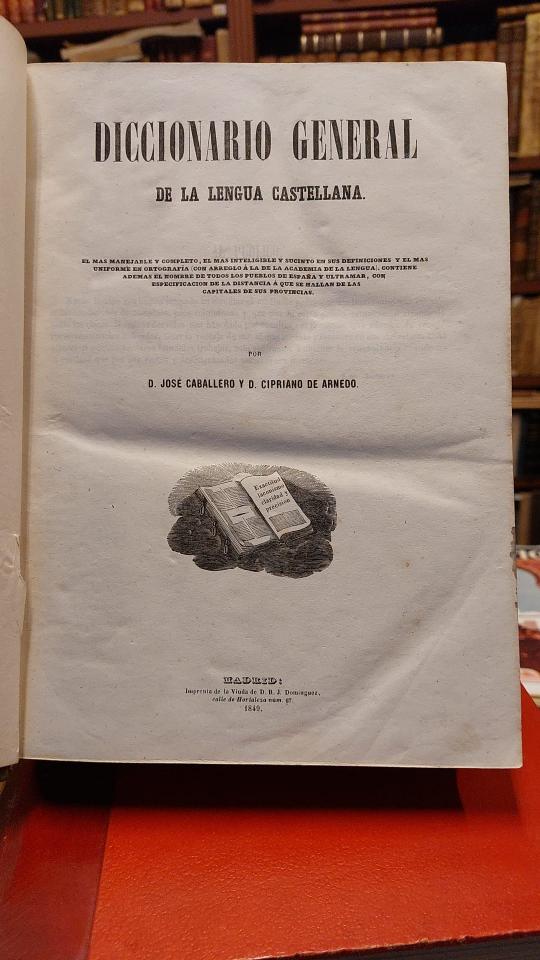 DICCIONARIO GENERAL
DE LA LENGUA CASTELLANA.
EL MAS MANEJABLE Y COMPLETO, EL MAS INTELIGIBLE Y SUCINTO EN SUS DEFINICIONES Y EL MAS
UNIFORME EN ORTOGRAFÍA (CON ARREGLO Á LA DE LA ACADEMIA DE LA LENGUA); CONTIENE
ADEMAS EL NOMBRE DE TODOS LOS PUEBLOS DE ESPAÑA Y ULTRAMAR, CON
ESPECIFICACION DE LA DISTANCIA Á QUE SE HALLAN DE LAS
CAPITALES DE SUS PROVINCIAS.
POR
D. JOSÉ CABALLERO Y D. CIPRIANO DE ARNEDO.
Exactitud
laconismo
claridad y
precision
MADRID:
Imprenta de la Viuda de D. R. J. Dominguez,
calle de Hortaleza núm. 67.
1849.